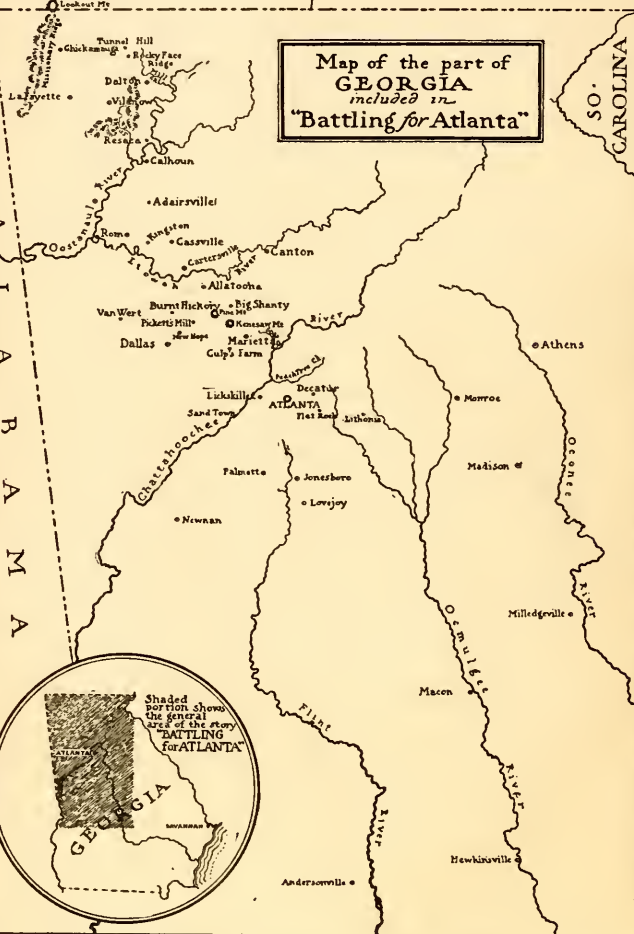 Lookout Mt
Missionary Ridge
Chickamauga
Tunnel Hill
Rocky Face
Ridge
Dalton
Lafayette
Villanow
Resaca
Calhoun
Map of the part of
GEORGIA
included in
"Battling for Atlanta"
SO.
CAROLINA
Oostanaula River
Adairsville
Rome
Kingston
Cassville
Cartersville
Etowah River
Canton
Allatoona
ALABAMA
Burnt Hickory
Big Shanty
Van Wert
Pine Mt
Pickett's Mill
Kenesaw Mt
New Hope
Marietta
Dallas
Culp's Farm
River
Athens
PeachTree Ck
Decatur
Lickskillet
ATLANTA
Sand Town
Flat Rock
Lithonia
Monroe
Chattahoochee
Palmetto
Jonesboro
Madison
Oconee
River
Lovejoy
Newnan
Milledgeville
Ocmulgee
River
Macon
Flint
River
Hawkinsville
Andersonville
Shaded
portion shows
the general
area of the story
"BATTLING
for ATLANTA"
ATLANTA
GEORGIA
SAVANNAH